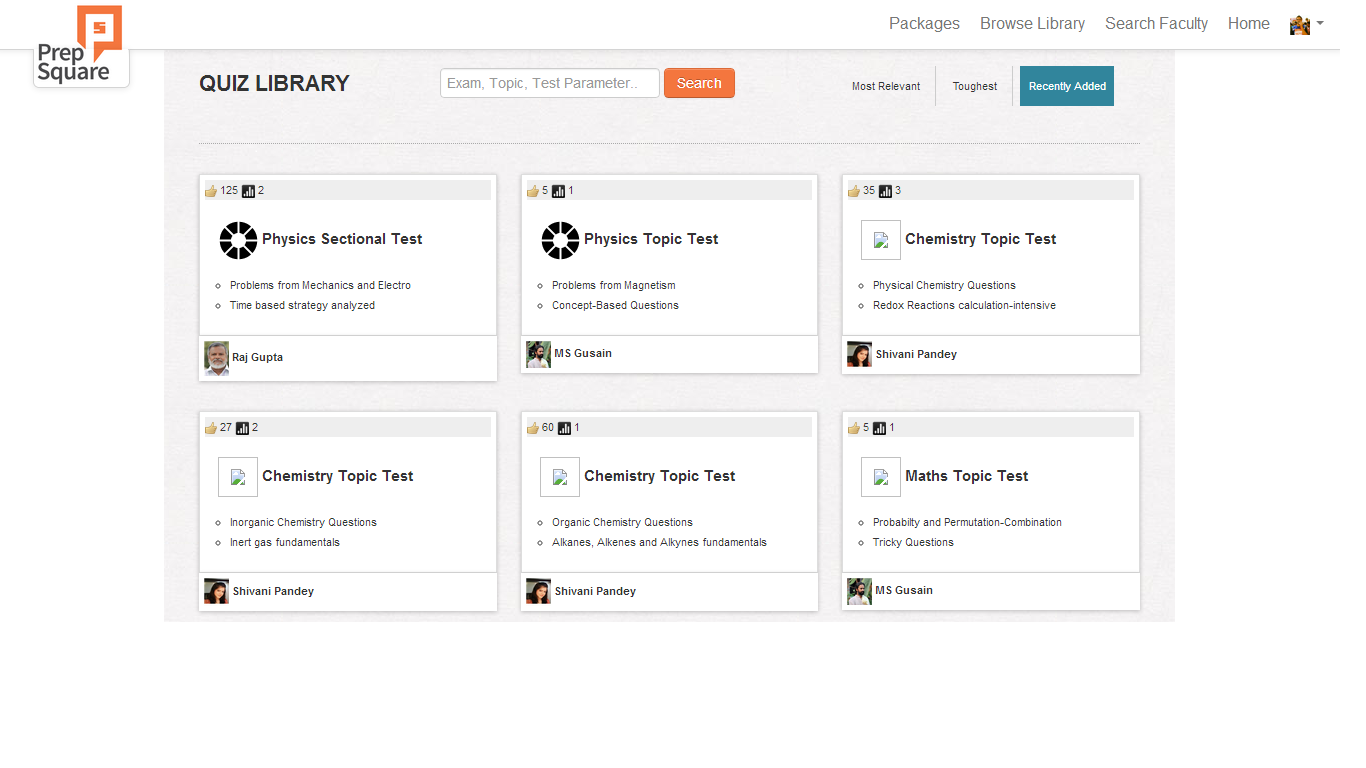 Prep
Square
Packages Browse Library Search Faculty Home
QUIZ LIBRARY
Exam, Topic, Test Parameter..
Search
Most Relevant
Toughest
Recently Added
125 2
Physics Sectional Test
Problems from Mechanics and Electro
Time based strategy analyzed
Raj Gupta
5 1
Physics Topic Test
Problems from Magnetism
Concept-Based Questions
MS Gusain
35 3
Chemistry Topic Test
Physical Chemistry Questions
Redox Reactions calculation-intensive
Shivani Pandey
27 2
Chemistry Topic Test
Inorganic Chemistry Questions
Inert gas fundamentals
Shivani Pandey
60 1
Chemistry Topic Test
Organic Chemistry Questions
Alkanes, Alkenes and Alkynes fundamentals
Shivani Pandey
5 1
Maths Topic Test
Probabilty and Permutation-Combination
Tricky Questions
MS Gusain